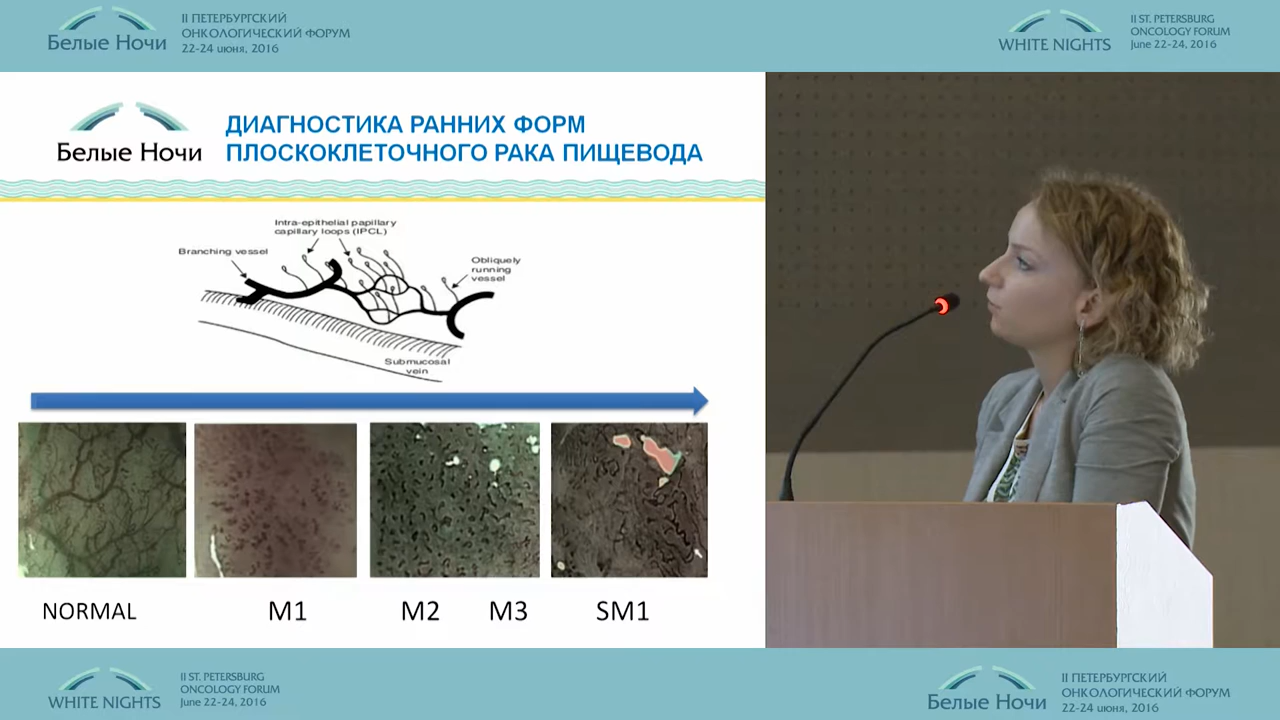 Белые Ночи
II ПЕТЕРБУРГСКИЙ
ОНКОЛОГИЧЕСКИЙ ФОРУМ
22-24 июня, 2016
WHITE NIGHTS
II ST. PETERSBURG
ONCOLOGY FORUM
June 22-24, 2016
Белые Ночи
ДИАГНОСТИКА РАННИХ ФОРМ
ПЛОСКОКЛЕТОЧНОГО РАКА ПИЩЕВОДА
Intra-epithelial papillary
capillary loops (IPCL)
Branching vessel
Obliquely
running
vessel
Submucosal
vein
NORMAL
M1
M2
M3
SM1
WHITE NIGHTS
II ST. PETERSBURG
ONCOLOGY FORUM
June 22-24, 2016
Белые Ночи
II ПЕТЕРБУРГСКИЙ
ОНКОЛОГИЧЕСКИЙ ФОРУМ
22-24 июня, 2016